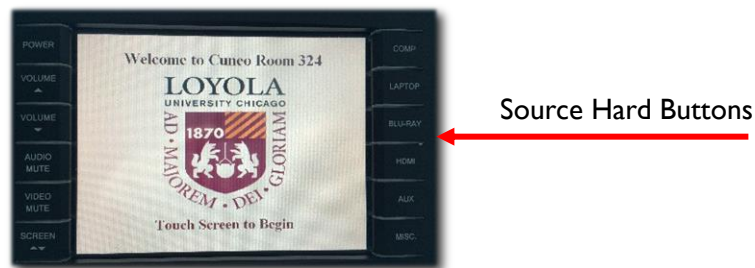 POWER
VOLUME
VOLUME
AUDIO
MUTE
VIDEO
MUTE
SCREEN
Welcome to Cuneo Room 324
LOYOLA
UNIVERSITY CHICAGO
1870
AD • MAJOREM • DEI • GLORIAM
Touch Screen to Begin
COMP
LAPTOP
BLU-RAY
HDMI
AUX
MISC.
Source Hard Buttons